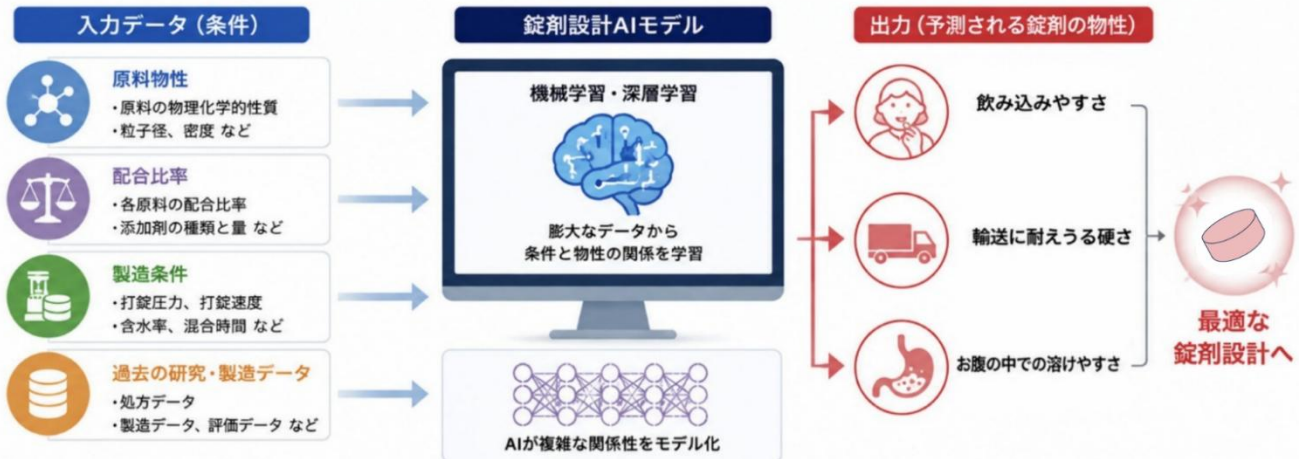 入力データ（条件）
原料物性
・原料の物理化学的性質
・粒子径、密度 など
配合比率
・各原料の配合比率
・添加剤の種類と量 など
製造条件
・打錠圧力、打錠速度
・含水率、混合時間 など
過去の研究・製造データ
・処方データ
・製造データ、評価データ など
錠剤設計AIモデル
機械学習・深層学習
膨大なデータから
条件と物性の関係を学習
AIが複雑な関係性をモデル化
出力（予測される錠剤の物性）
飲み込みやすさ
輸送に耐えうる硬さ
お腹の中での溶けやすさ
最適な
錠剤設計へ